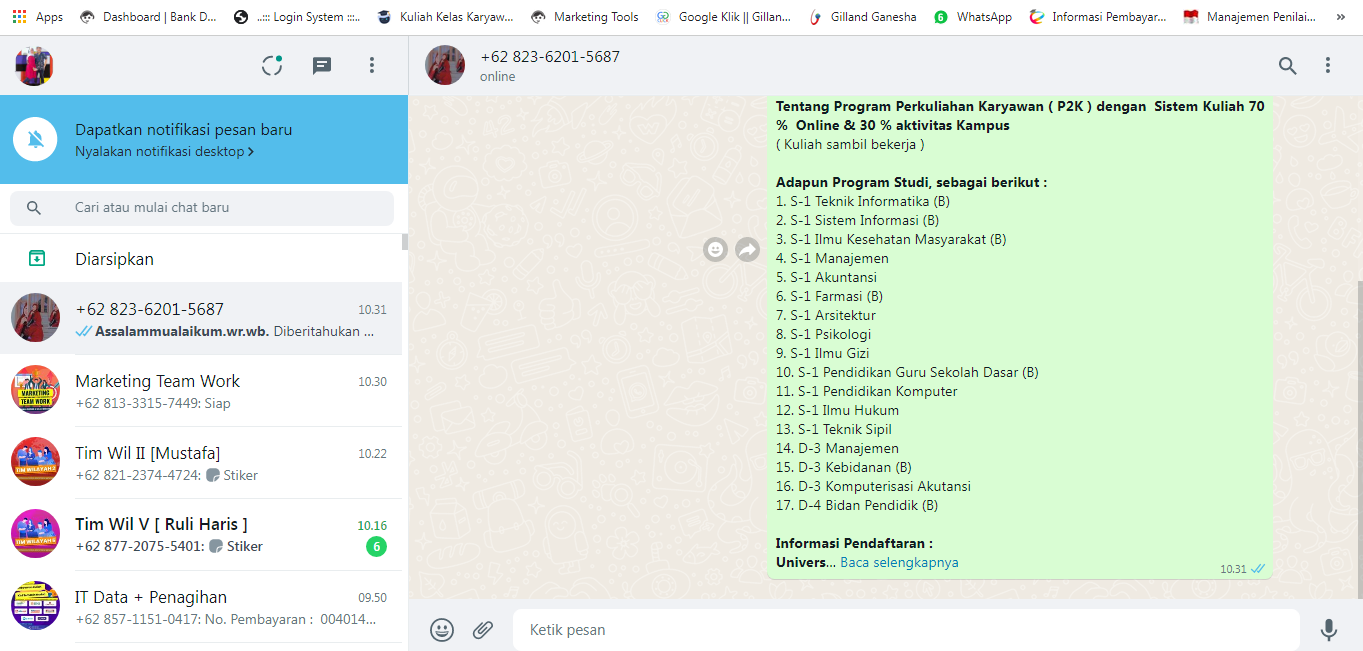 Apps
Dashboard | Bank D...
..::: Login System :::..
Kuliah Kelas Karyaw...
Marketing Tools
Google Klik || Gillan...
Gilland Ganesha
6
WhatsApp
Informasi Pembayar...
Manajemen Penilai...
»
+62 823-6201-5687
online
Dapatkan notifikasi pesan baru
Nyalakan notifikasi desktop >
Cari atau mulai chat baru
Diarsipkan
+62 823-6201-5687
10.31
Assalammualaikum.wr.wb. Diberitahukan ...
Marketing Team Work
10.30
+62 813-3315-7449: Siap
Tim Wil II [Mustafa]
10.22
+62 821-2374-4724: Stiker
Tim Wil V [ Ruli Haris ]
10.16
+62 877-2075-5401: Stiker
6
IT Data + Penagihan
09.50
+62 857-1151-0417: No. Pembayaran : 004014...
MARKETING
TEAM WORK
Tentang Program Perkuliahan Karyawan ( P2K ) dengan Sistem Kuliah 70
% Online & 30 % aktivitas Kampus
( Kuliah sambil bekerja )
Adapun Program Studi, sebagai berikut :
1. S-1 Teknik Informatika (B)
2. S-1 Sistem Informasi (B)
3. S-1 Ilmu Kesehatan Masyarakat (B)
4. S-1 Manajemen
5. S-1 Akuntansi
6. S-1 Farmasi (B)
7. S-1 Arsitektur
8. S-1 Psikologi
9. S-1 Ilmu Gizi
10. S-1 Pendidikan Guru Sekolah Dasar (B)
11. S-1 Pendidikan Komputer
12. S-1 Ilmu Hukum
13. S-1 Teknik Sipil
14. D-3 Manajemen
15. D-3 Kebidanan (B)
16. D-3 Komputerisasi Akutansi
17. D-4 Bidan Pendidik (B)
Informasi Pendaftaran :
Univers... Baca selengkapnya
10.31
Ketik pesan